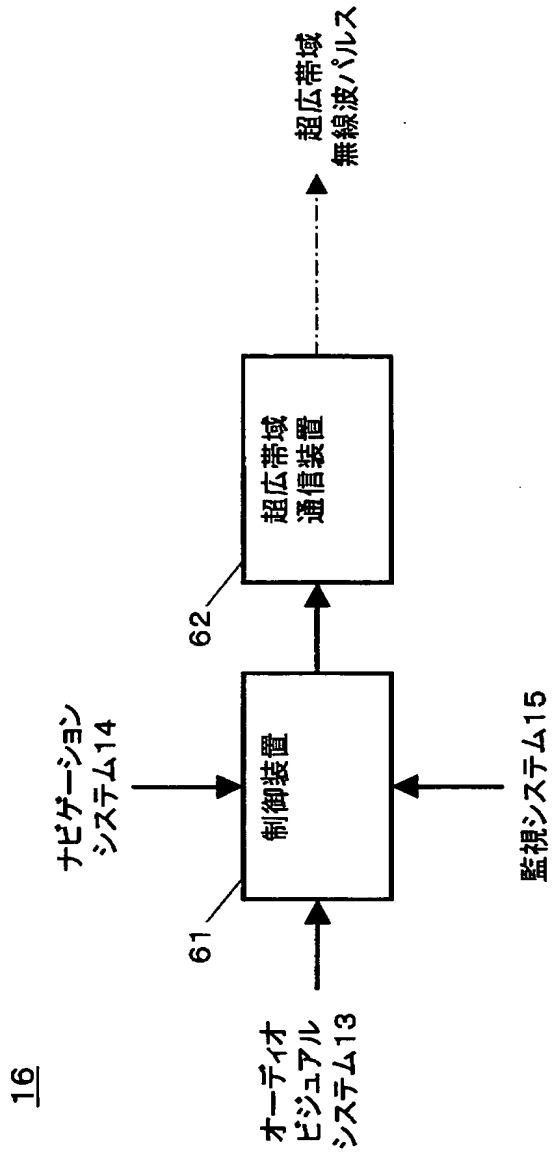 16
ナビゲーション
システム14
61
制御装置
62
超広帯域
通信装置
超広帯域
無線波パルス
オーディオ
ビジュアル
システム13
監視システム15